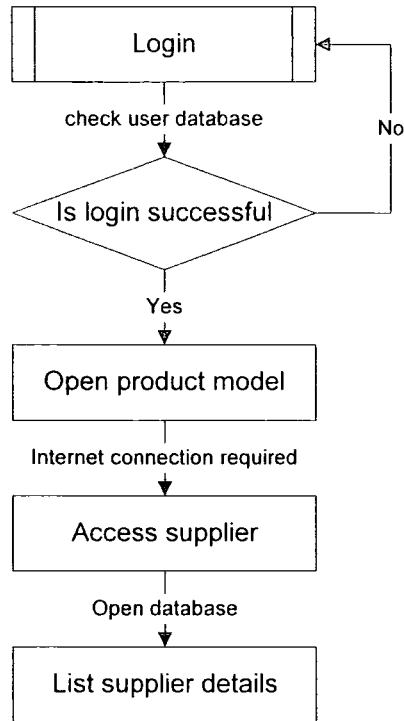 Login
check user database
No
Is login successful
Yes
Open product model
Internet connection required
Access supplier
Open database
List supplier details